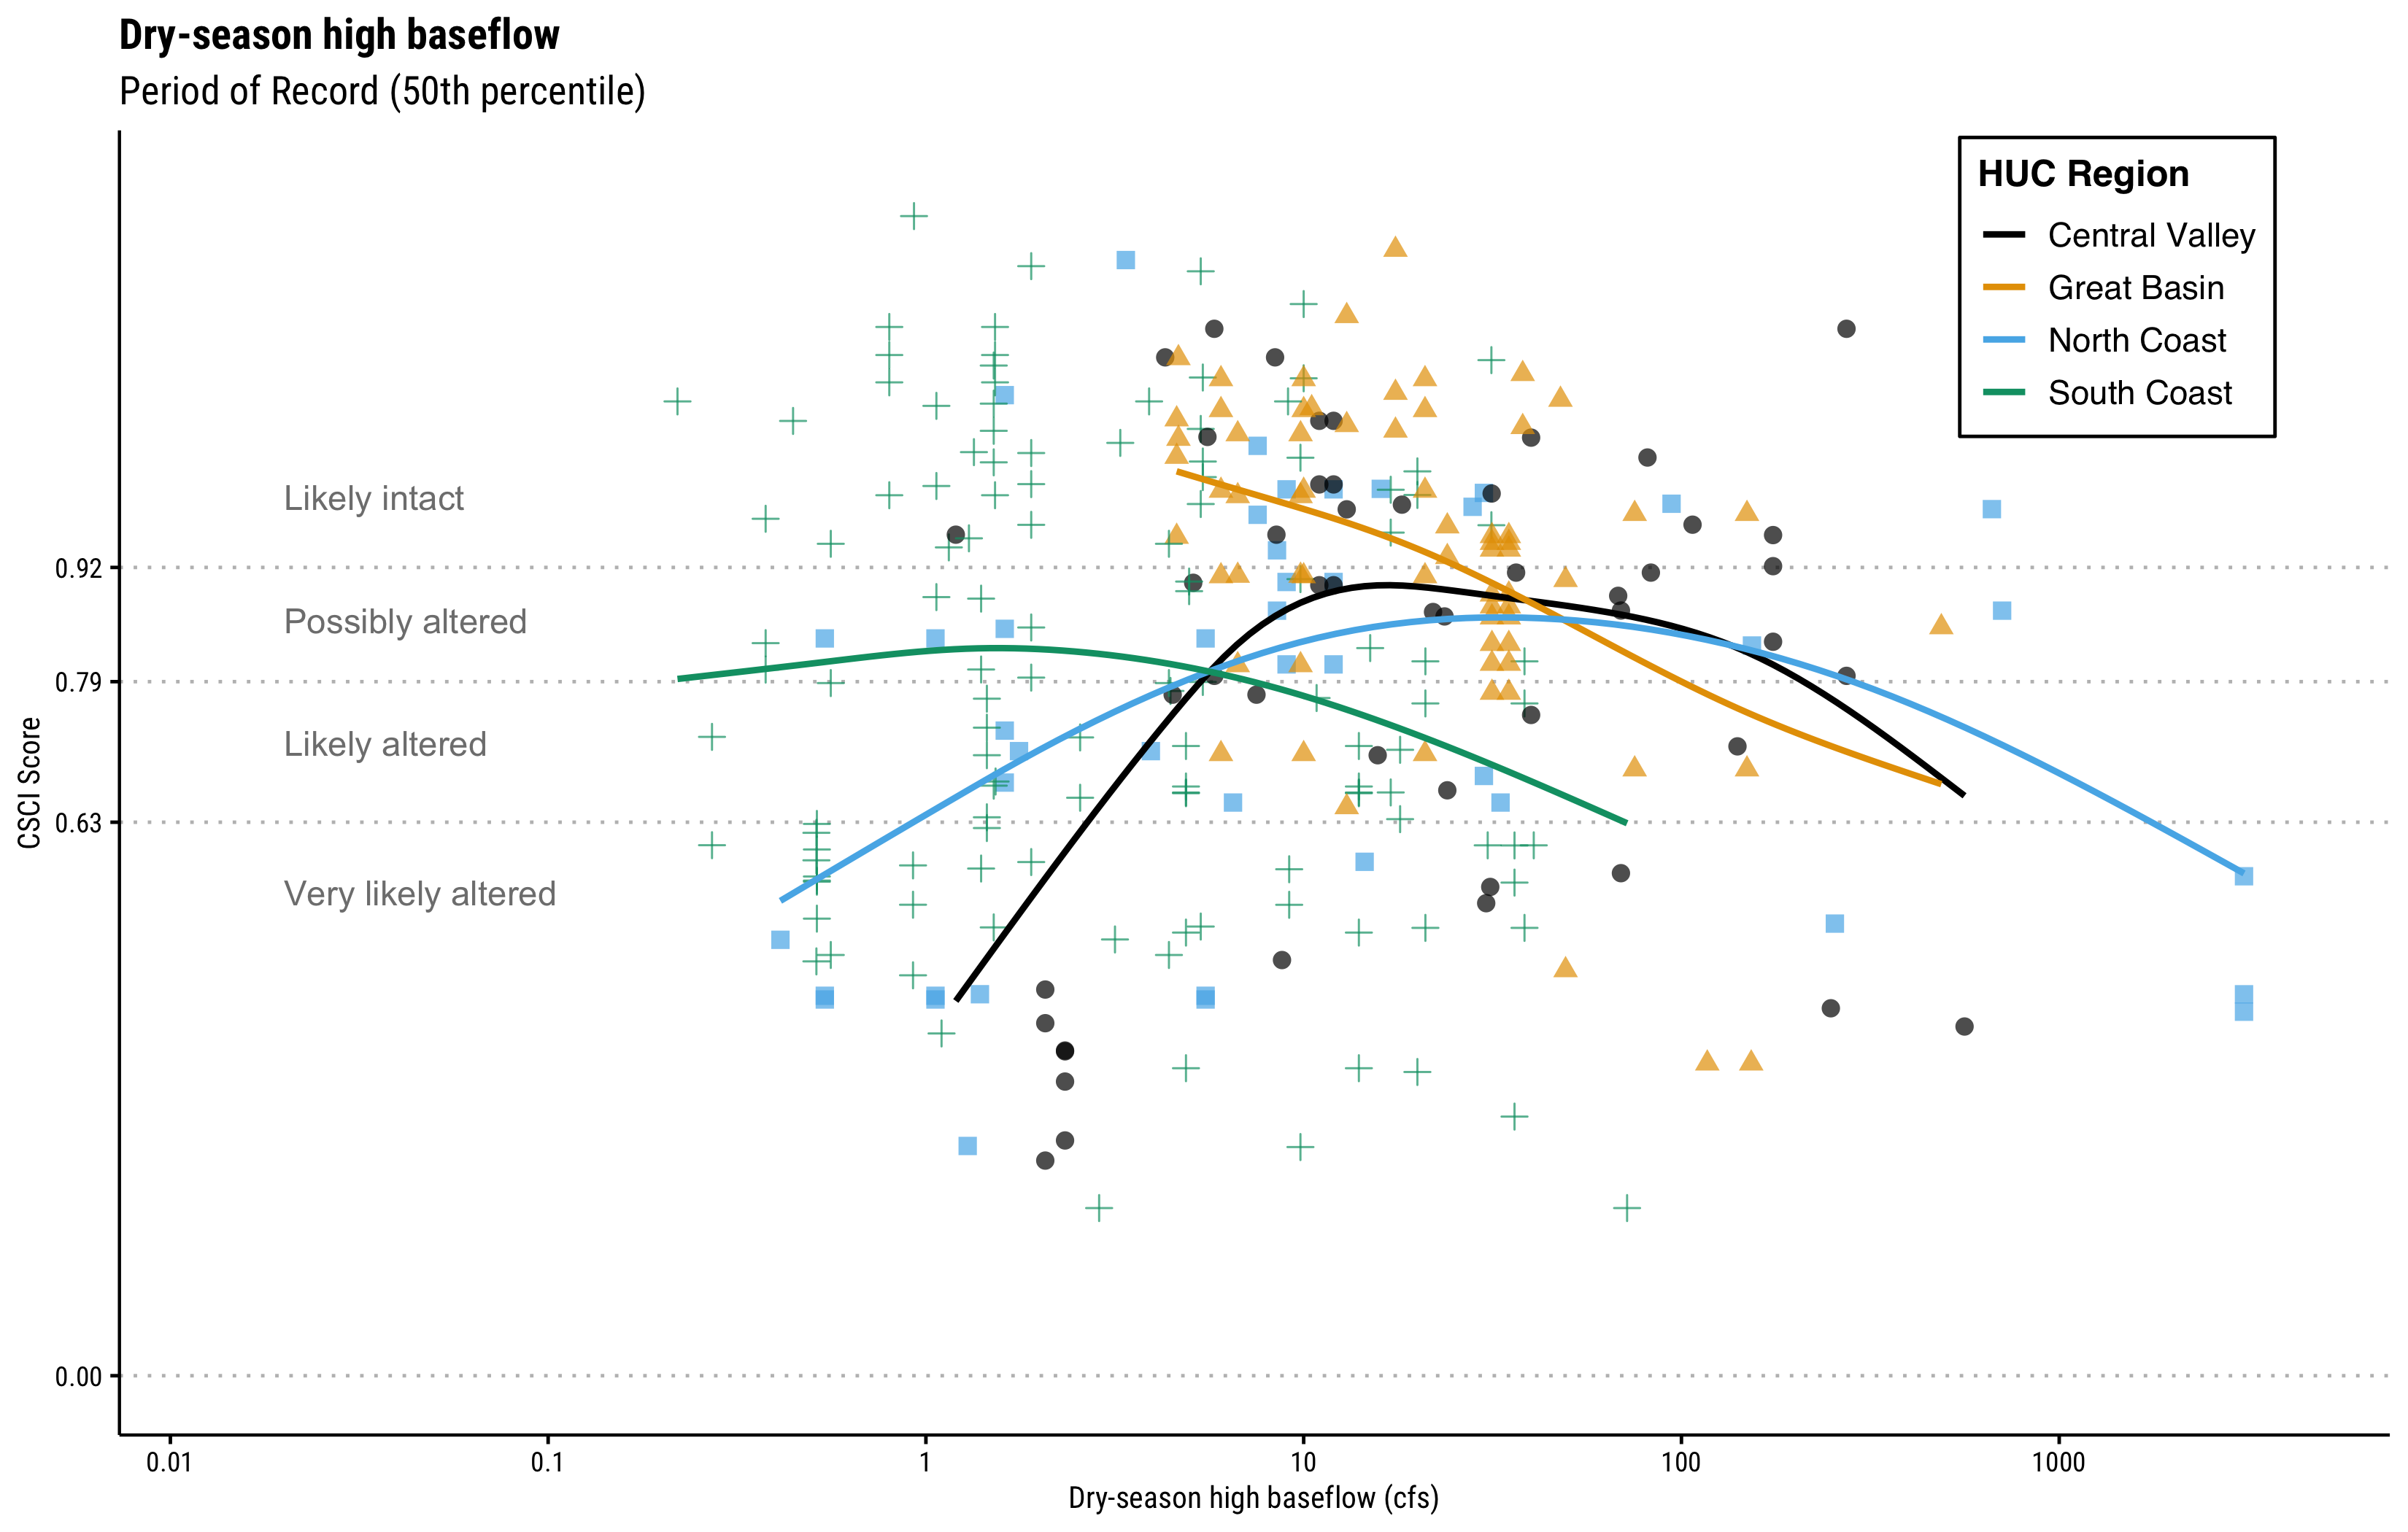 Dry-season high baseflow
Period of Record (50th percentile)
HUC Region
Central Valley
Great Basin
North Coast
South Coast
Likely intact
0.92
Possibly altered
0.79
Likely altered
0.63
Very likely altered
0.00
CSCI Score
0.01 0.1 1 10 100 1000
Dry-season high baseflow (cfs)